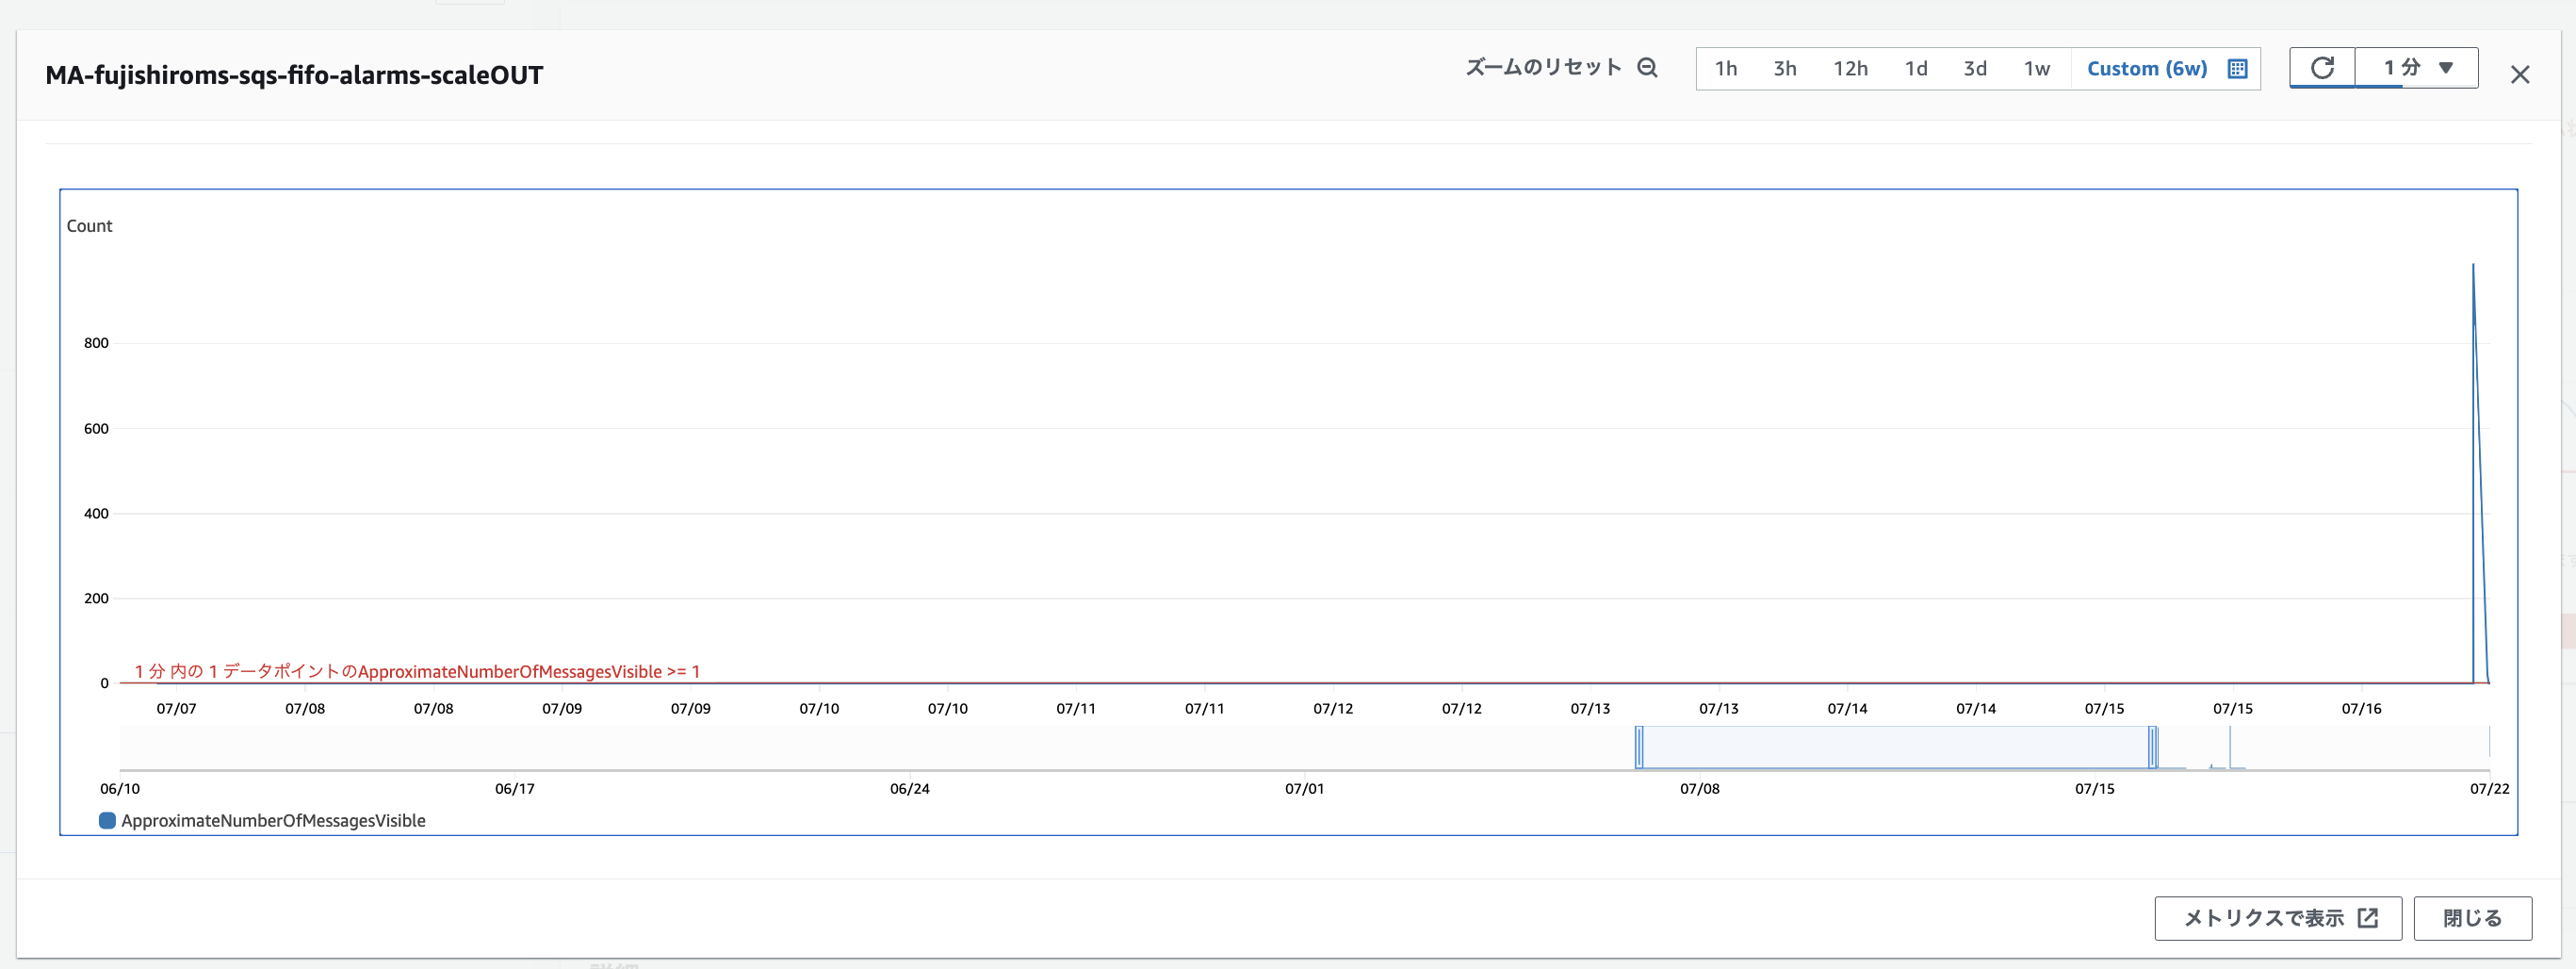 MA-fujishiroms-sqs-fifo-alarms-scaleOUT
ズームのリセット
1h 3h 12h 1d 3d 1w Custom (6w)
1 分
Count
800
600
400
200
1 分 内の 1 データポイントのApproximateNumberOfMessagesVisible >= 1
0
07/07 07/08 07/08 07/09 07/09 07/10 07/10 07/11 07/11 07/12 07/12 07/13 07/13 07/14 07/14 07/15 07/15 07/16
06/10 06/17 06/24 07/01 07/08 07/15 07/22
ApproximateNumberOfMessagesVisible
メトリクスで表示
閉じる